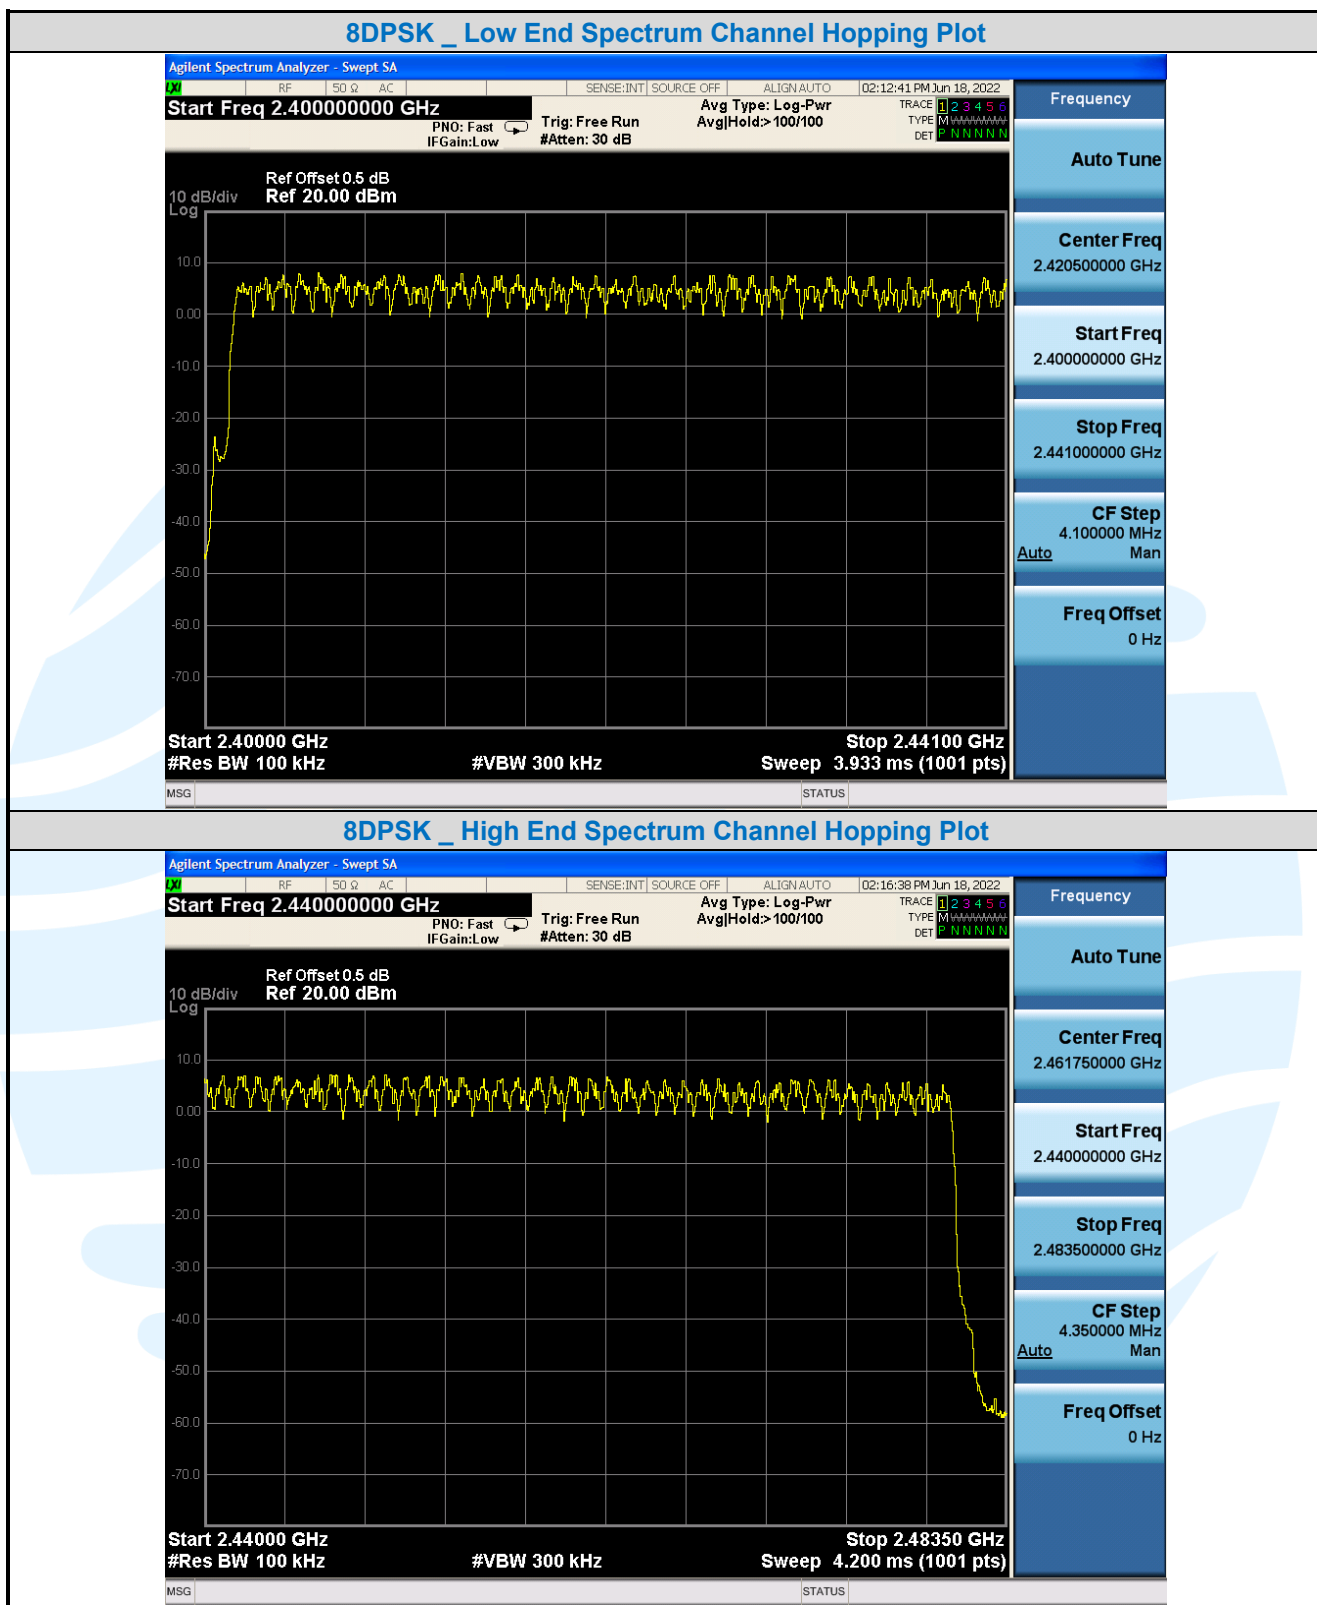 8DPSK _ Low End Spectrum Channel Hopping Plot
Agilent Spectrum Analyzer - Swept SA
LXI RF 50 Ω AC SENSE:INT SOURCE OFF ALIGN AUTO 02:12:41 PM Jun 18, 2022
Start Freq 2.400000000 GHz
PNO: Fast
IFGain:Low
Trig: Free Run
#Atten: 30 dB
Avg Type: Log-Pwr
Avg|Hold:>100/100
TRACE 1 2 3 4 5 6
TYPE M WWWWW
DET P N N N N N
Ref Offset 0.5 dB
10 dB/div Ref 20.00 dBm
Log
10.0
0.00
-10.0
-20.0
-30.0
-40.0
-50.0
-60.0
-70.0
Start 2.40000 GHz Stop 2.44100 GHz
#Res BW 100 kHz #VBW 300 kHz Sweep 3.933 ms (1001 pts)
MSG STATUS
Frequency
Auto Tune
Center Freq
2.420500000 GHz
Start Freq
2.400000000 GHz
Stop Freq
2.441000000 GHz
CF Step
4.100000 MHz
Auto Man
Freq Offset
0 Hz
8DPSK _ High End Spectrum Channel Hopping Plot
Agilent Spectrum Analyzer - Swept SA
LXI RF 50 Ω AC SENSE:INT SOURCE OFF ALIGN AUTO 02:16:38 PM Jun 18, 2022
Start Freq 2.440000000 GHz
PNO: Fast
IFGain:Low
Trig: Free Run
#Atten: 30 dB
Avg Type: Log-Pwr
Avg|Hold:>100/100
TRACE 1 2 3 4 5 6
TYPE M WWWWW
DET P N N N N N
Ref Offset 0.5 dB
10 dB/div Ref 20.00 dBm
Log
10.0
0.00
-10.0
-20.0
-30.0
-40.0
-50.0
-60.0
-70.0
Start 2.44000 GHz Stop 2.48350 GHz
#Res BW 100 kHz #VBW 300 kHz Sweep 4.200 ms (1001 pts)
MSG STATUS
Frequency
Auto Tune
Center Freq
2.461750000 GHz
Start Freq
2.440000000 GHz
Stop Freq
2.483500000 GHz
CF Step
4.350000 MHz
Auto Man
Freq Offset
0 Hz